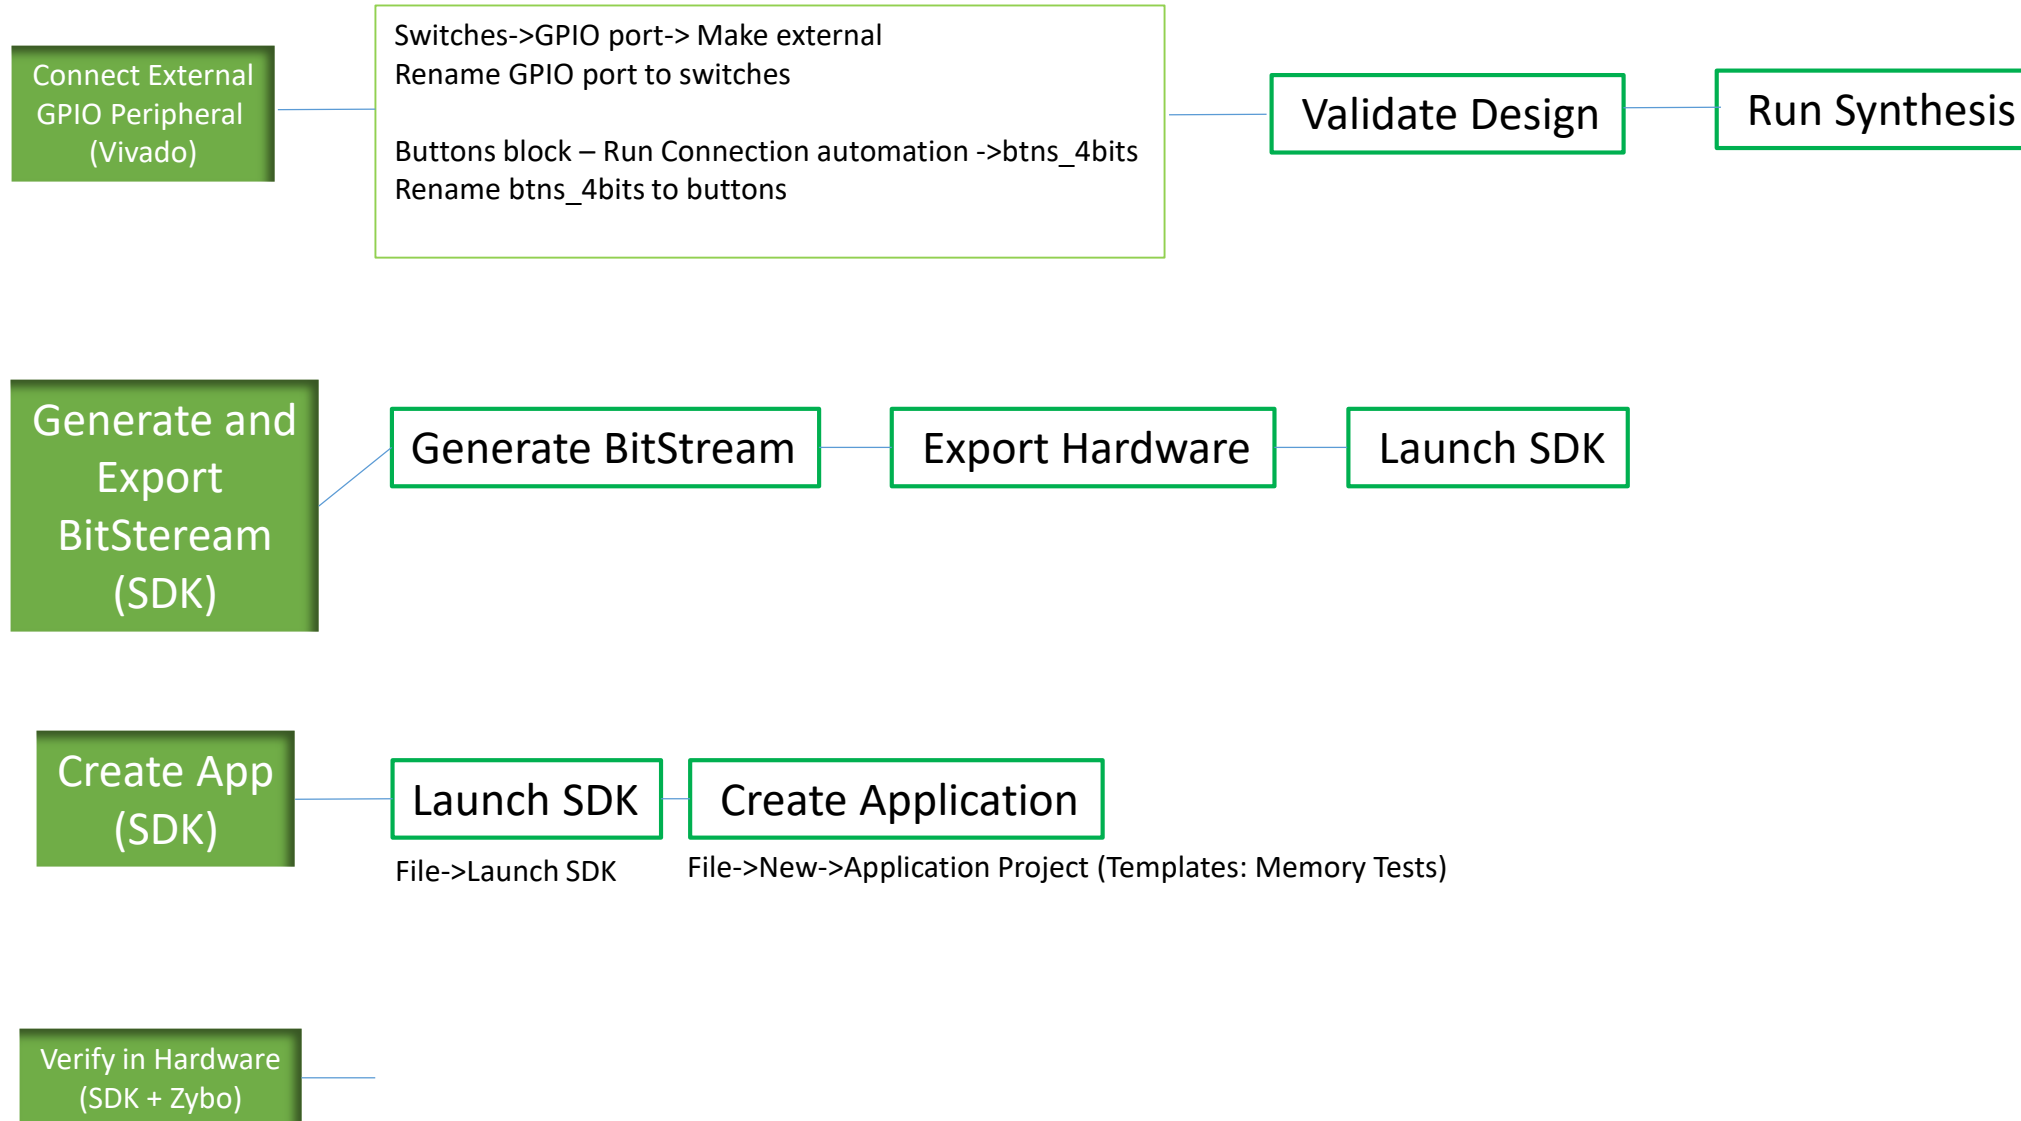 Connect External
GPIO Peripheral
(Vivado)
Switches->GPIO port-> Make external
Rename GPIO port to switches
Buttons block – Run Connection automation ->btns_4bits
Rename btns_4bits to buttons
Validate Design
Run Synthesis
Generate and
Export
BitSteream
(SDK)
Generate BitStream
Export Hardware
Launch SDK
Create App
(SDK)
Launch SDK
Create Application
File->Launch SDK
File->New->Application Project (Templates: Memory Tests)
Verify in Hardware
(SDK + Zybo)